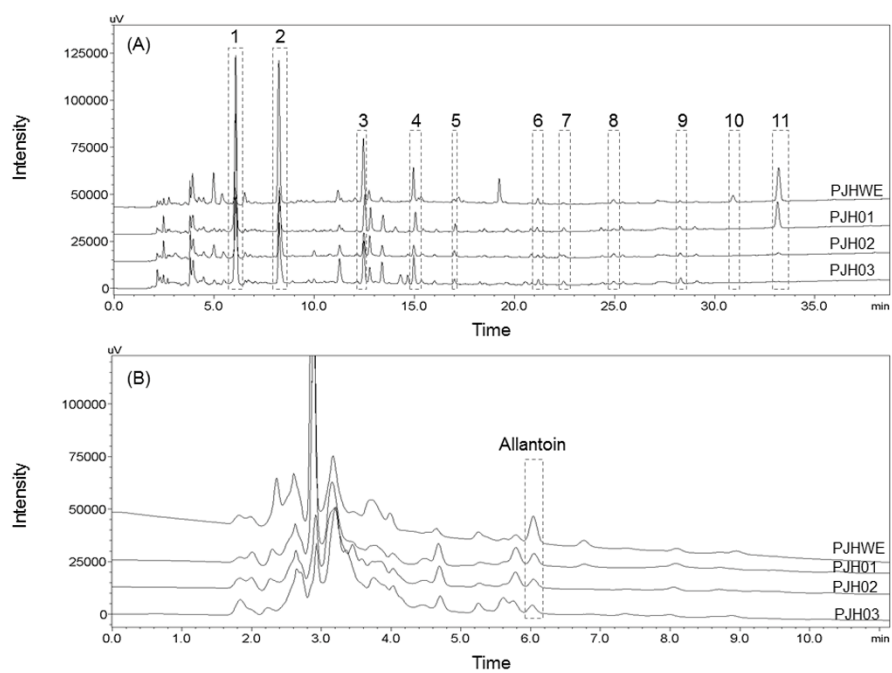 uV
(A)
1 2 3 4 5 6 7 8 9 10 11
125000
100000
75000
50000
25000
0
Intensity
PJHWE
PJH01
PJH02
PJH03
0.0 5.0 10.0 15.0 20.0 25.0 30.0 35.0 min
Time
uV
(B)
Allantoin
100000
75000
50000
25000
0
Intensity
PJHWE
PJH01
PJH02
PJH03
0.0 1.0 2.0 3.0 4.0 5.0 6.0 7.0 8.0 9.0 10.0 min
Time